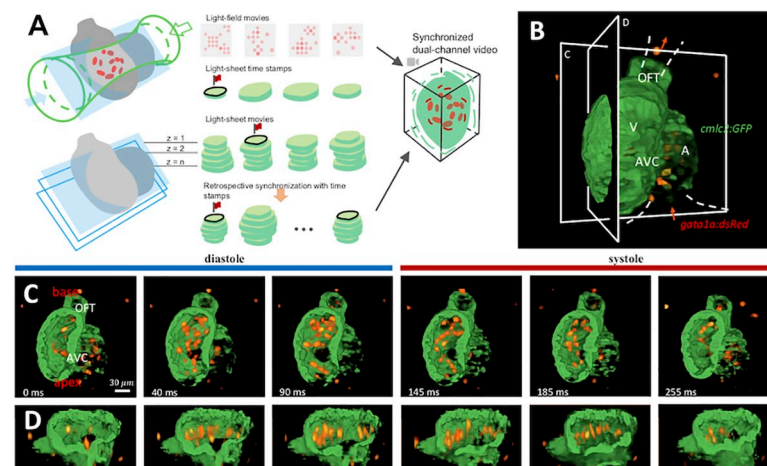 A
Light-field movies
Light-sheet time stamps
Light-sheet movies
z = 1
z = 2
z = n
Retrospective synchronization with time
stamps
Synchronized
dual-channel video
B
D
C
OFT
V
cmlc2:GFP
AVC
A
gata1a:dsRed
diastole
systole
C
base
OFT
AVC
apex
30 μm
0 ms
40 ms
90 ms
145 ms
185 ms
255 ms
D